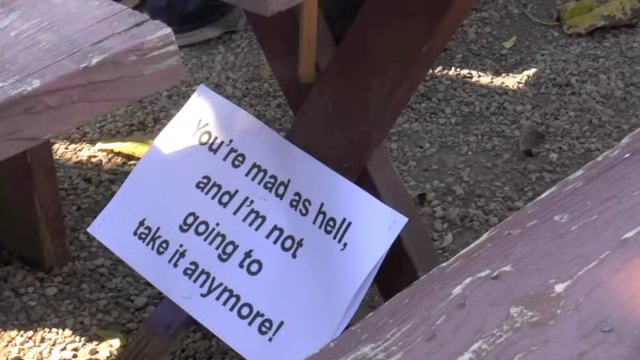 You're mad as hell,
and I'm not
going to
take it anymore!